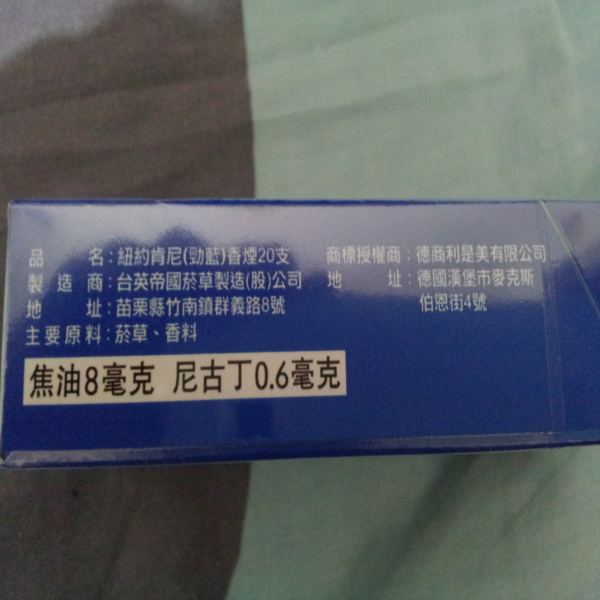 品名：紐約肯尼(勁藍)香煙20支
製造商：台英帝國菸草製造(股)公司
地址：苗栗縣竹南鎮群義路8號
主要原料：菸草、香料
焦油8毫克 尼古丁0.6毫克
商標授權商：德商利是美有限公司
地址：德國漢堡市麥克斯
伯恩街4號